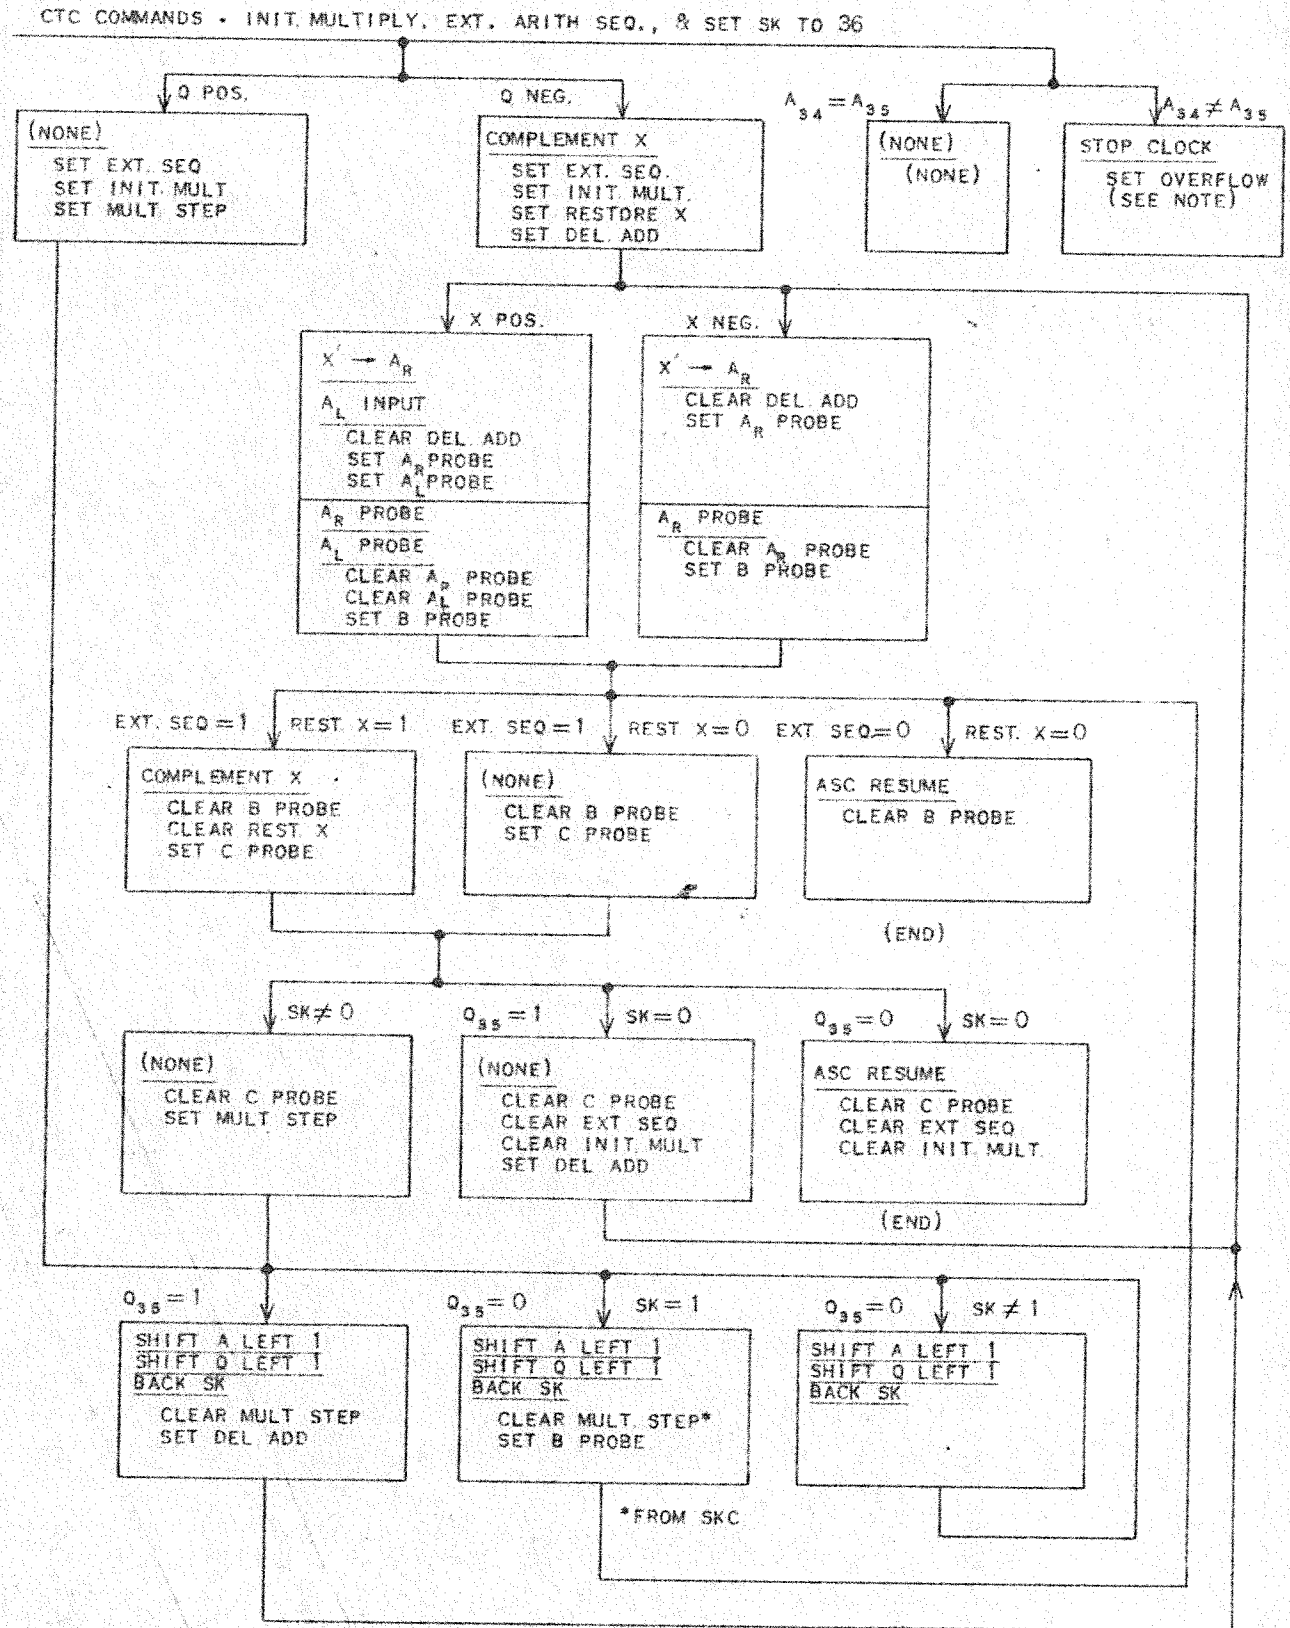 CTC COMMANDS - INIT. MULTIPLY, EXT. ARITH SEQ., & SET SK TO 36
Q POS.
Q NEG.
A34 = A35
A34 ≠ A35
(NONE)
SET EXT. SEQ
SET INIT. MULT
SET MULT STEP
COMPLEMENT X
SET EXT. SEQ.
SET INIT. MULT.
SET RESTORE X
SET DEL. ADD
(NONE)
(NONE)
STOP CLOCK
SET OVERFLOW
(SEE NOTE)
X POS.
X NEG.
X' → AR
AL INPUT
CLEAR DEL. ADD
SET AR PROBE
SET AL PROBE
AR PROBE
AL PROBE
CLEAR AR PROBE
CLEAR AL PROBE
SET B PROBE
X' → AR
CLEAR DEL. ADD
SET AR PROBE
AR PROBE
CLEAR AR PROBE
SET B PROBE
EXT. SEQ = 1
REST. X = 1
EXT. SEQ = 1
REST X = 0
EXT SEQ. = 0
REST. X = 0
COMPLEMENT X
CLEAR B PROBE
CLEAR REST. X
SET C PROBE
(NONE)
CLEAR B PROBE
SET C PROBE
ASC RESUME
CLEAR B PROBE
(END)
SK ≠ 0
Q35 = 1
SK = 0
Q35 = 0
SK = 0
(NONE)
CLEAR C PROBE
SET MULT STEP
(NONE)
CLEAR C PROBE
CLEAR EXT SEQ
CLEAR INIT. MULT
SET DEL ADD
ASC RESUME
CLEAR C PROBE
CLEAR EXT SEQ
CLEAR INIT. MULT.
(END)
Q35 = 1
Q35 = 0
SK = 1
Q35 = 0
SK ≠ 1
SHIFT A LEFT 1
SHIFT Q LEFT 1
BACK SK
CLEAR MULT STEP
SET DEL ADD
SHIFT A LEFT 1
SHIFT Q LEFT 1
BACK SK
CLEAR MULT. STEP*
SET B PROBE
SHIFT A LEFT 1
SHIFT Q LEFT 1
BACK SK
*FROM SKC